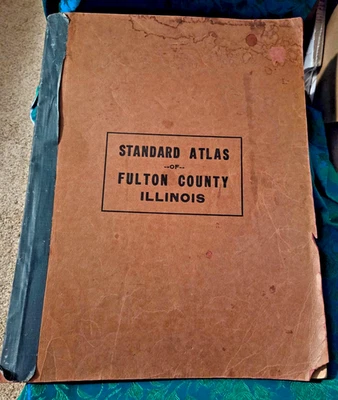 STANDARD ATLAS
-OF-
FULTON COUNTY
ILLINOIS